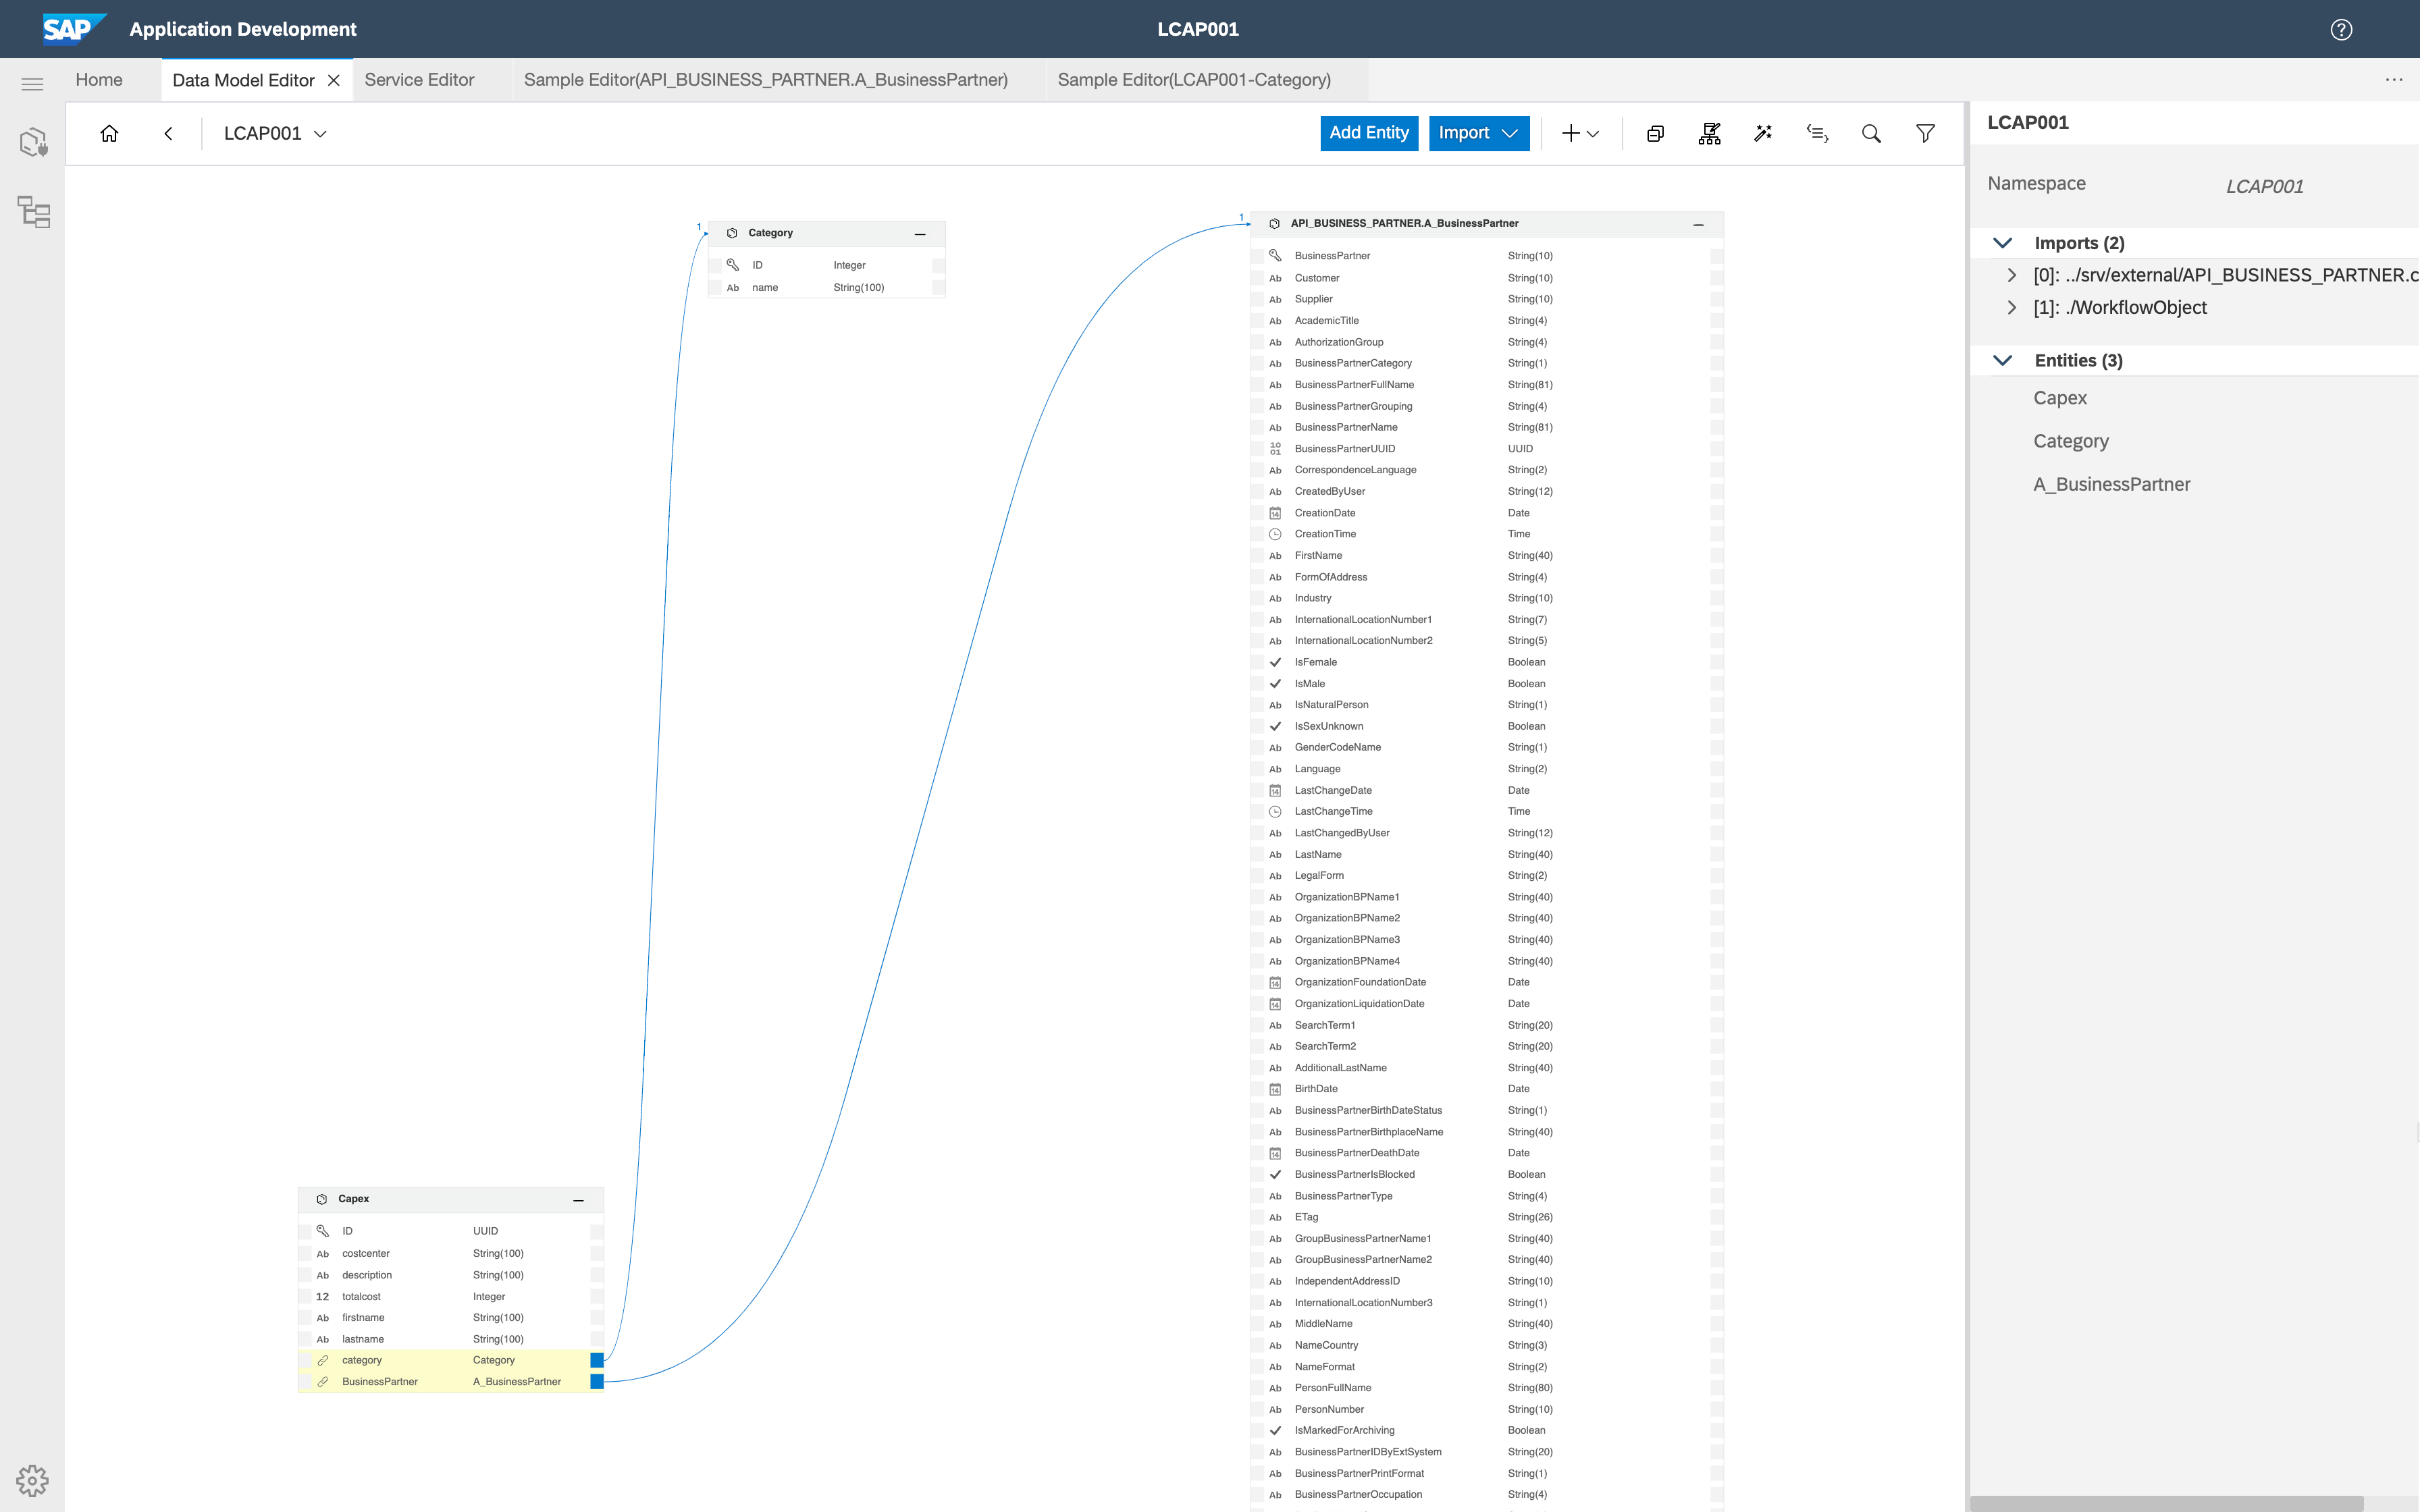 SAP Application Development LCAP001
Home Data Model Editor Service Editor Sample Editor(API_BUSINESS_PARTNER.A_BusinessPartner) Sample Editor(LCAP001-Category)
LCAP001 Add Entity Import
1 Category
ID Integer
Ab name String(100)
1 API_BUSINESS_PARTNER.A_BusinessPartner
BusinessPartner String(10)
Ab Customer String(10)
Ab Supplier String(10)
Ab AcademicTitle String(4)
Ab AuthorizationGroup String(4)
Ab BusinessPartnerCategory String(1)
Ab BusinessPartnerFullName String(81)
Ab BusinessPartnerGrouping String(4)
Ab BusinessPartnerName String(81)
10 01 BusinessPartnerUUID UUID
Ab CorrespondenceLanguage String(2)
Ab CreatedByUser String(12)
14 CreationDate Date
CreationTime Time
Ab FirstName String(40)
Ab FormOfAddress String(4)
Ab Industry String(10)
Ab InternationalLocationNumber1 String(7)
Ab InternationalLocationNumber2 String(5)
IsFemale Boolean
IsMale Boolean
Ab IsNaturalPerson String(1)
IsSexUnknown Boolean
Ab GenderCodeName String(1)
Ab Language String(2)
14 LastChangeDate Date
LastChangeTime Time
Ab LastChangedByUser String(12)
Ab LastName String(40)
Ab LegalForm String(2)
Ab OrganizationBPName1 String(40)
Ab OrganizationBPName2 String(40)
Ab OrganizationBPName3 String(40)
Ab OrganizationBPName4 String(40)
14 OrganizationFoundationDate Date
14 OrganizationLiquidationDate Date
Ab SearchTerm1 String(20)
Ab SearchTerm2 String(20)
Ab AdditionalLastName String(40)
14 BirthDate Date
Ab BusinessPartnerBirthDateStatus String(1)
Ab BusinessPartnerBirthplaceName String(40)
14 BusinessPartnerDeathDate Date
BusinessPartnerIsBlocked Boolean
Ab BusinessPartnerType String(4)
Ab ETag String(26)
Ab GroupBusinessPartnerName1 String(40)
Ab GroupBusinessPartnerName2 String(40)
Ab IndependentAddressID String(10)
Ab InternationalLocationNumber3 String(1)
Ab MiddleName String(40)
Ab NameCountry String(3)
Ab NameFormat String(2)
Ab PersonFullName String(80)
Ab PersonNumber String(10)
IsMarkedForArchiving Boolean
Ab BusinessPartnerIDByExtSystem String(20)
Ab BusinessPartnerPrintFormat String(1)
Ab BusinessPartnerOccupation String(4)
Capex
ID UUID
Ab costcenter String(100)
Ab description String(100)
12 totalcost Integer
Ab firstname String(100)
Ab lastname String(100)
category Category
BusinessPartner A_BusinessPartner
LCAP001
Namespace LCAP001
Imports (2)
[0]: ../srv/external/API_BUSINESS_PARTNER.c
[1]: ./WorkflowObject
Entities (3)
Capex
Category
A_BusinessPartner